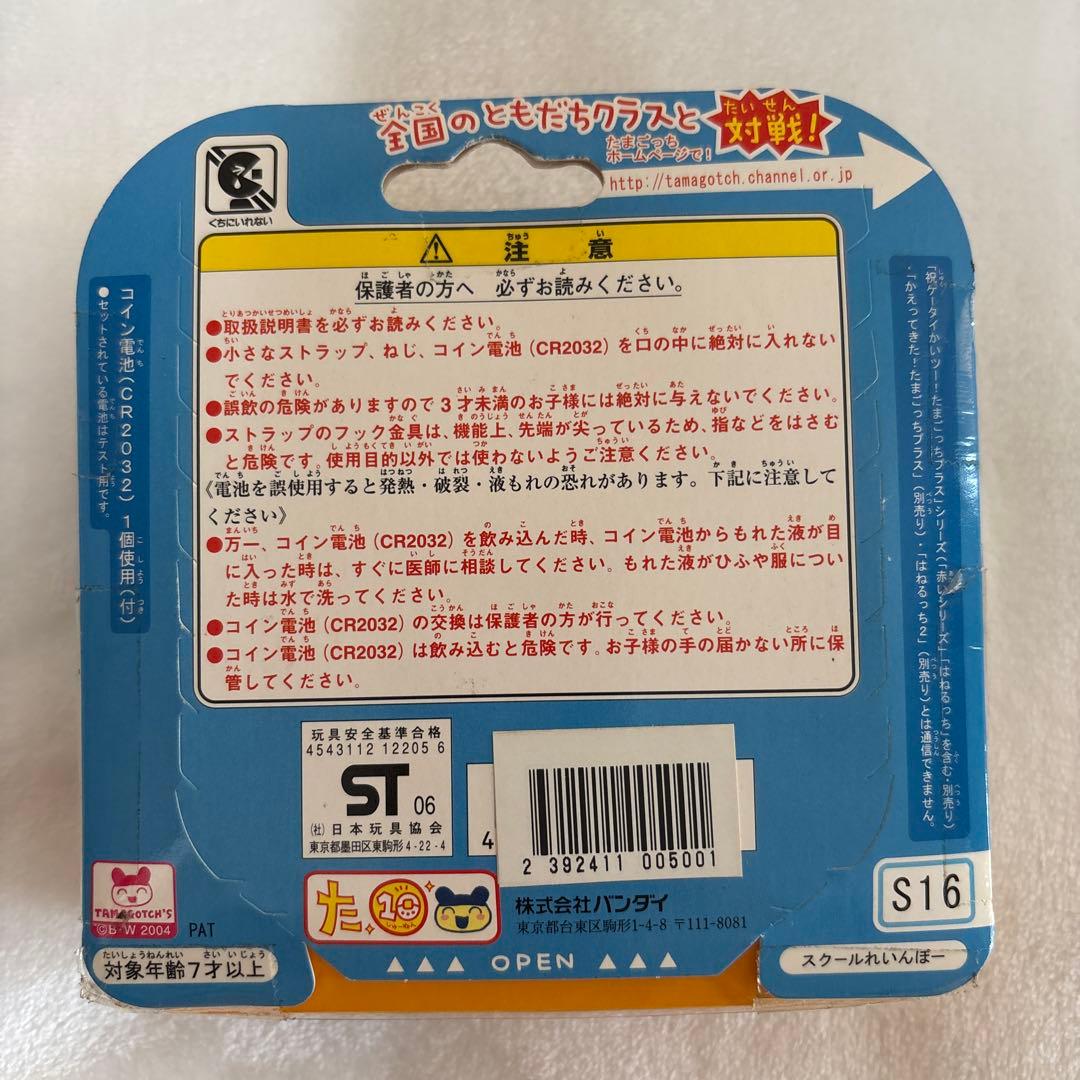 全国のともだちクラスと
対戦!
たまごっち
ホームページで!
http://tamagotch.channel.or.jp
くちにいれない
注意
保護者の方へ 必ずお読みください。
●取扱説明書を必ずお読みください。
●小さなストラップ、ねじ、コイン電池(CR2032)を口の中に絶対に入れない
でください。
●誤飲の危険がありますので3才未満のお子様には絶対に与えないでください。
●ストラップのフック金具は、機能上、先端が尖っているため、指などをはさむ
と危険です。使用目的以外では使わないようご注意ください。
《電池を誤使用すると発熱・破裂・液もれの恐れがあります。下記に注意して
ください》
●万一、コイン電池(CR2032)を飲み込んだ時、コイン電池からもれた液が目
に入った時は、すぐに医師に相談してください。もれた液がひふや服につい
た時は水で洗ってください。
●コイン電池(CR2032)の交換は保護者の方が行ってください。
●コイン電池(CR2032)は飲み込むと危険です。お子様の手の届かない所に保
管してください。
コイン電池(CR2032)1個使用(付)
●セットされている電池はテスト用です。
・「祝ケータイかいツー!たまごっちプラス」シリーズ(「赤いシリーズ」「はねるっち」を含む・別売り)
・「かえってきた!たまごっちプラス」(別売り)・「はねるっち2」(別売り)とは通信できません。
玩具安全基準合格
4543112 12205 6
ST 06
(社)日本玩具協会
東京都墨田区東駒形4-22-4
4
2 392411 005001
TAMAGOTCH'S
©B・W 2004
PAT
た
10
しゅーねん
株式会社バンダイ
東京都台東区駒形1-4-8 〒111-8081
S16
対象年齢7才以上
▲▲▲ OPEN ▲▲▲
スクールれいんぼー